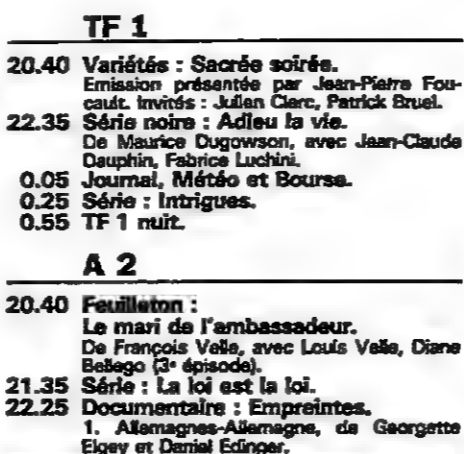 TF 1
20.40 Variétés : Sacrée soirée.
Emission présentée par Jean-Pierre Fou-
cault. Invités : Julien Clerc, Patrick Bruel.
22.35 Série noire : Adieu la vie.
De Maurice Dugowson, avec Jean-Claude
Dauphin, Fabrice Luchini.
0.05 Journal, Météo et Bourse.
0.25 Série : Intrigues.
0.55 TF 1 nuit.
A 2
20.40 Feuilleton :
Le mari de l'ambassadeur.
De François Velle, avec Louis Velle, Diane
Bellego (3e épisode).
21.35 Série : La loi est la loi.
22.25 Documentaire : Empreintes.
1. Allemagnes-Allemagne, de Georgette
Elgey et Daniel Edinger.